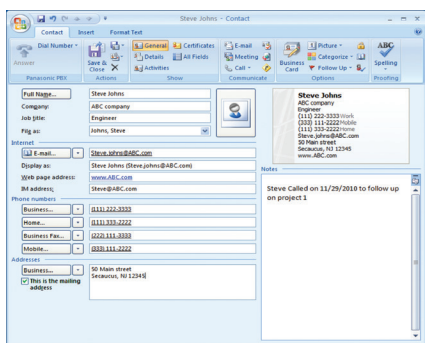 Steve Johns - Contact
Contact Insert Format Text
Dial Number
Answer
Panasonic PBX
Save & Close
Actions
General
Details
Activities
Certificates
All Fields
Show
E-mail
Meeting
Call
Communicate
Business Card
Picture
Categorize
Follow Up
Options
ABC
Spelling
Proofing
Full Name... Steve Johns
Company: ABC company
Job title: Engineer
File as: Johns, Steve
Internet
E-mail... Steve.johns@ABC.com
Display as: Steve Johns (Steve.johns@ABC.com)
Web page address: www.ABC.com
IM address: Steve@ABC.com
Phone numbers
Business... (111) 222-3333
Home... (111) 333-2222
Business Fax... (222) 111-3333
Mobile... (333) 111-2222
Addresses
Business... 50 Main street
Secaucus, NJ 12345
This is the mailing address
Steve Johns
ABC company
Engineer
(111) 222-3333 Work
(333) 111-2222 Mobile
(111) 333-2222 Home
Steve.johns@ABC.com
50 Main street
Secaucus, NJ 12345
www.ABC.com
Notes
Steve Called on 11/29/2010 to follow up
on project 1